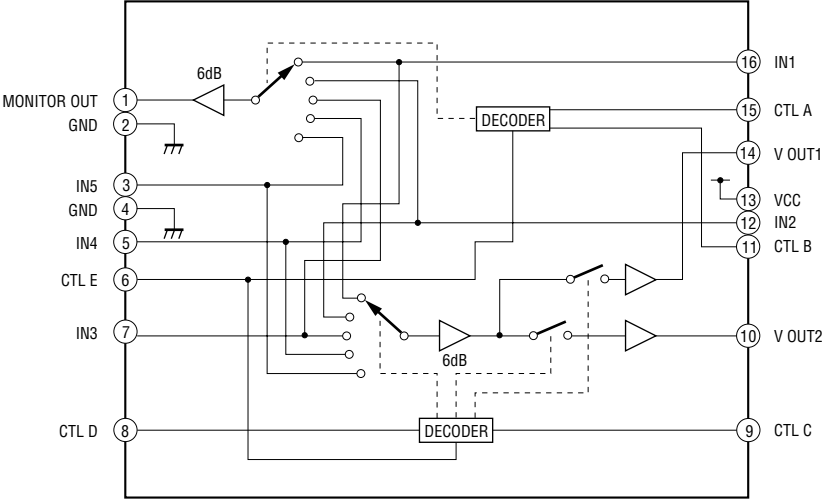 6dB
MONITOR OUT 1
GND 2
IN5 3
GND 4
IN4 5
CTL E 6
IN3 7
CTL D 8
DECODER
6dB
DECODER
16 IN1
15 CTL A
14 V OUT1
13 VCC
12 IN2
11 CTL B
10 V OUT2
9 CTL C